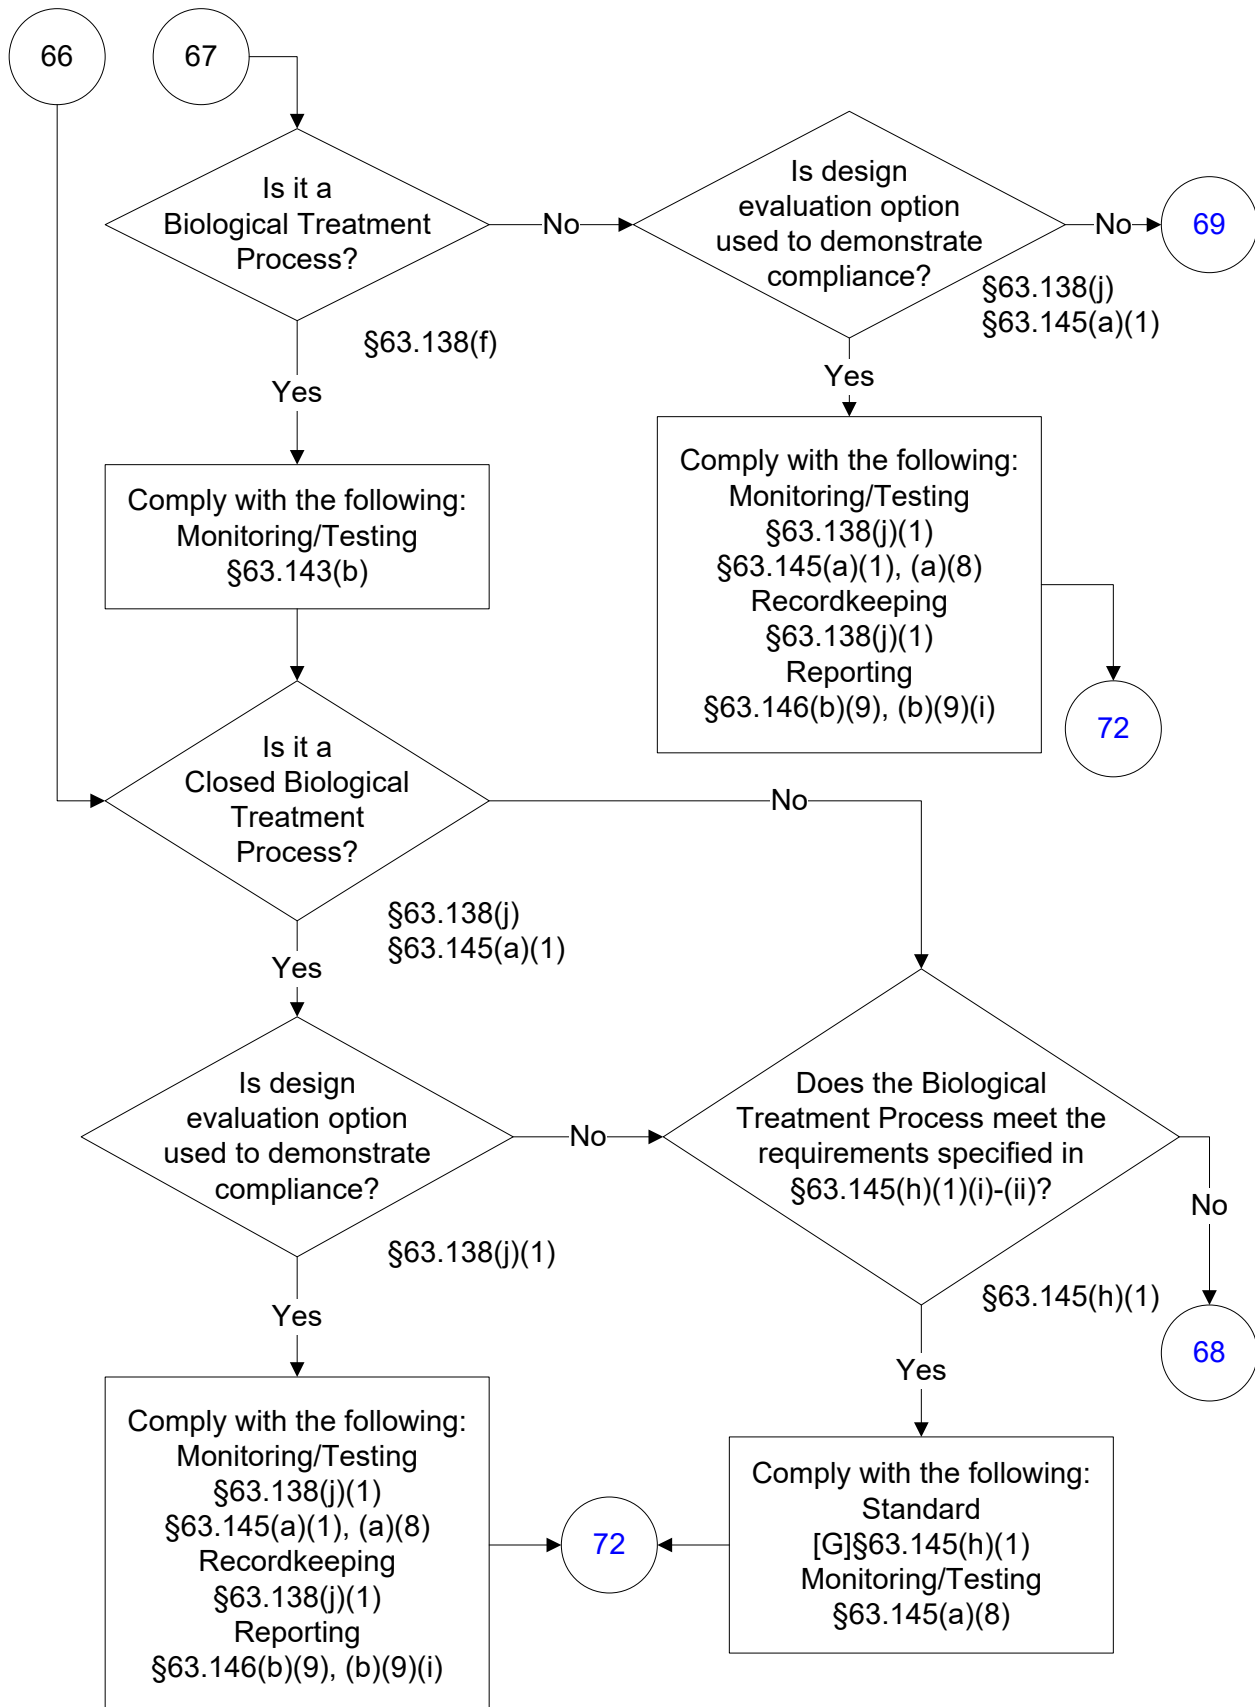 66
67
Is it a
Biological Treatment
Process?
No
Is design
evaluation option
used to demonstrate
compliance?
No
69
§63.138(j)
§63.145(a)(1)
§63.138(f)
Yes
Yes
Comply with the following:
Monitoring/Testing
§63.143(b)
Comply with the following:
Monitoring/Testing
§63.138(j)(1)
§63.145(a)(1), (a)(8)
Recordkeeping
§63.138(j)(1)
Reporting
§63.146(b)(9), (b)(9)(i)
72
Is it a
Closed Biological
Treatment
Process?
No
§63.138(j)
§63.145(a)(1)
Yes
Is design
evaluation option
used to demonstrate
compliance?
No
Does the Biological
Treatment Process meet the
requirements specified in
§63.145(h)(1)(i)-(ii)?
No
§63.138(j)(1)
§63.145(h)(1)
68
Yes
Yes
Comply with the following:
Monitoring/Testing
§63.138(j)(1)
§63.145(a)(1), (a)(8)
Recordkeeping
§63.138(j)(1)
Reporting
§63.146(b)(9), (b)(9)(i)
72
Comply with the following:
Standard
[G]§63.145(h)(1)
Monitoring/Testing
§63.145(a)(8)